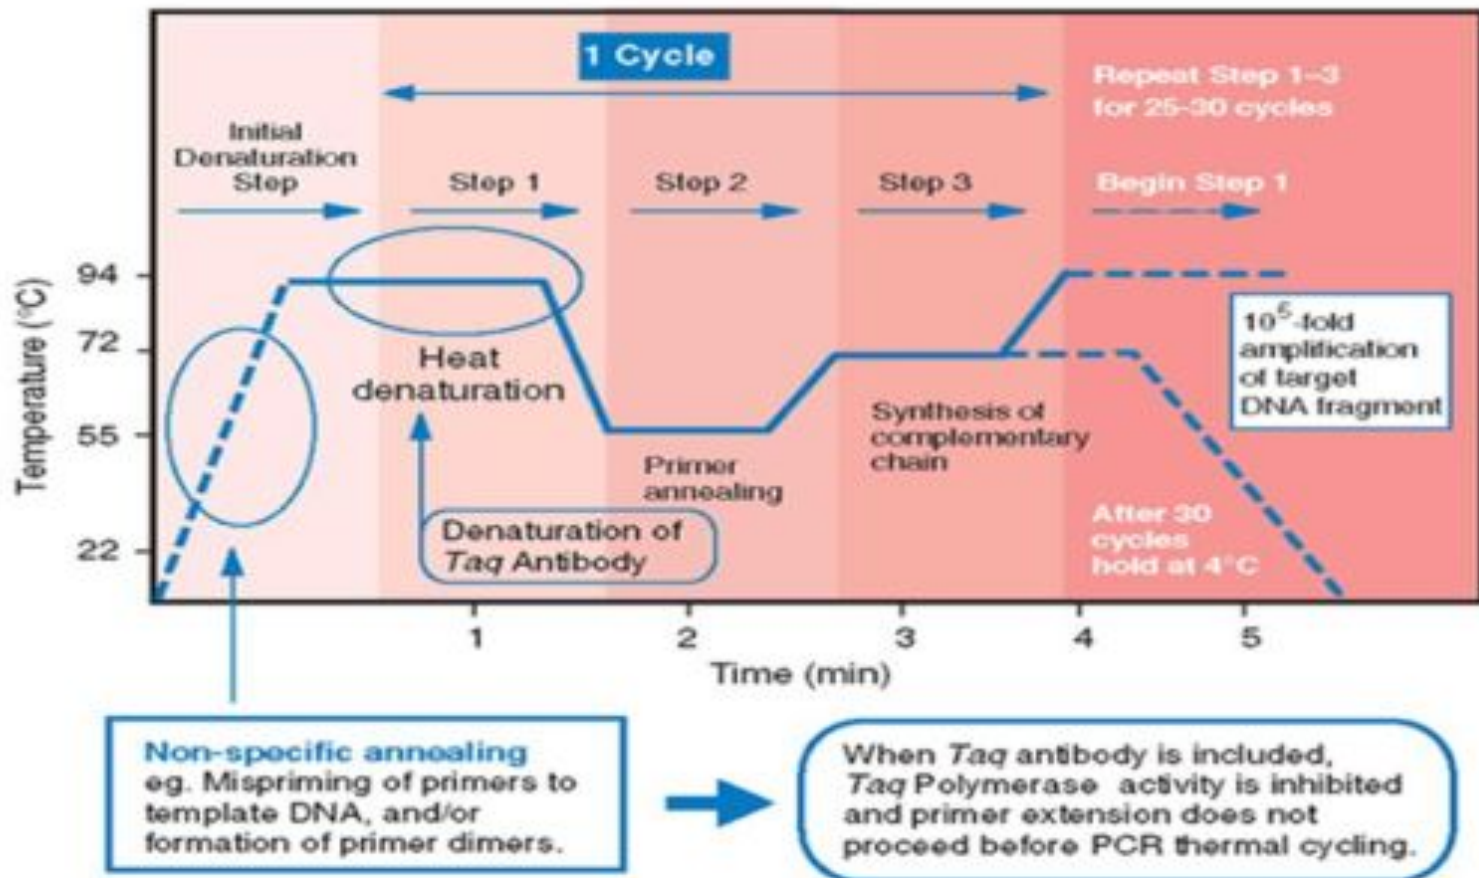 1 Cycle
Repeat Step 1–3
for 25-30 cycles
Initial
Denaturation
Step
Step 1
Step 2
Step 3
Begin Step 1
Temperature (°C)
94
72
55
22
Heat
denaturation
Denaturation of
Taq Antibody
Primer
annealing
Synthesis of
complementary
chain
10⁵-fold
amplification
of target
DNA fragment
After 30
cycles
hold at 4°C
1 2 3 4 5
Time (min)
Non-specific annealing
eg. Mispriming of primers to
template DNA, and/or
formation of primer dimers.
When Taq antibody is included,
Taq Polymerase activity is inhibited
and primer extension does not
proceed before PCR thermal cycling.